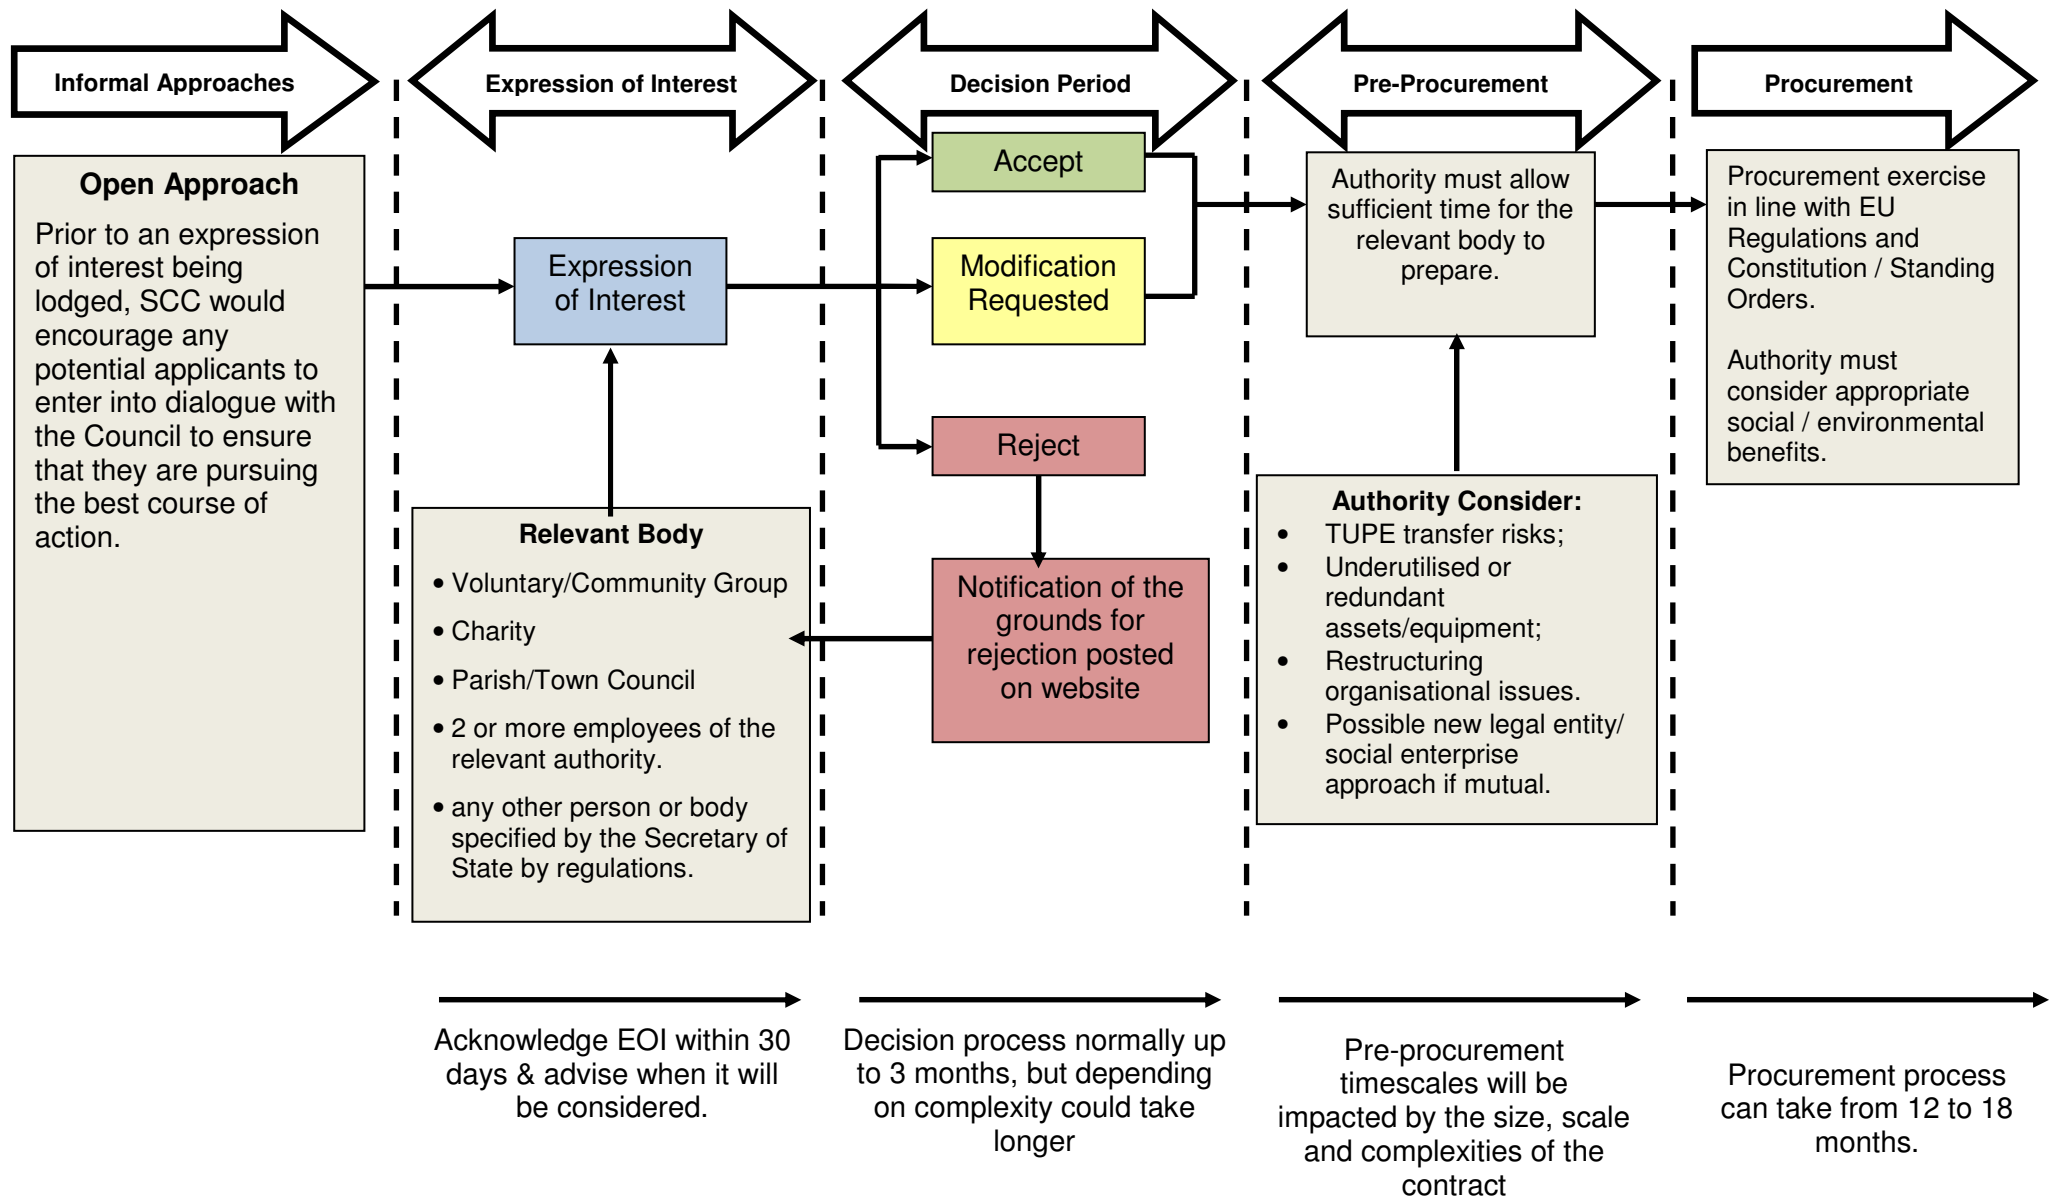 Informal Approaches
Expression of Interest
Decision Period
Pre-Procurement
Procurement
Open Approach
Prior to an expression
of interest being
lodged, SCC would
encourage any
potential applicants to
enter into dialogue with
the Council to ensure
that they are pursuing
the best course of
action.
Expression
of Interest
Relevant Body
• Voluntary/Community Group
• Charity
• Parish/Town Council
• 2 or more employees of the
relevant authority.
• any other person or body
specified by the Secretary of
State by regulations.
Accept
Modification
Requested
Reject
Notification of the
grounds for
rejection posted
on website
Authority must allow
sufficient time for the
relevant body to
prepare.
Authority Consider:
• TUPE transfer risks;
• Underutilised or
redundant
assets/equipment;
• Restructuring
organisational issues.
• Possible new legal entity/
social enterprise
approach if mutual.
Procurement exercise
in line with EU
Regulations and
Constitution / Standing
Orders.
Authority must
consider appropriate
social / environmental
benefits.
Acknowledge EOI within 30
days & advise when it will
be considered.
Decision process normally up
to 3 months, but depending
on complexity could take
longer
Pre-procurement
timescales will be
impacted by the size, scale
and complexities of the
contract
Procurement process
can take from 12 to 18
months.